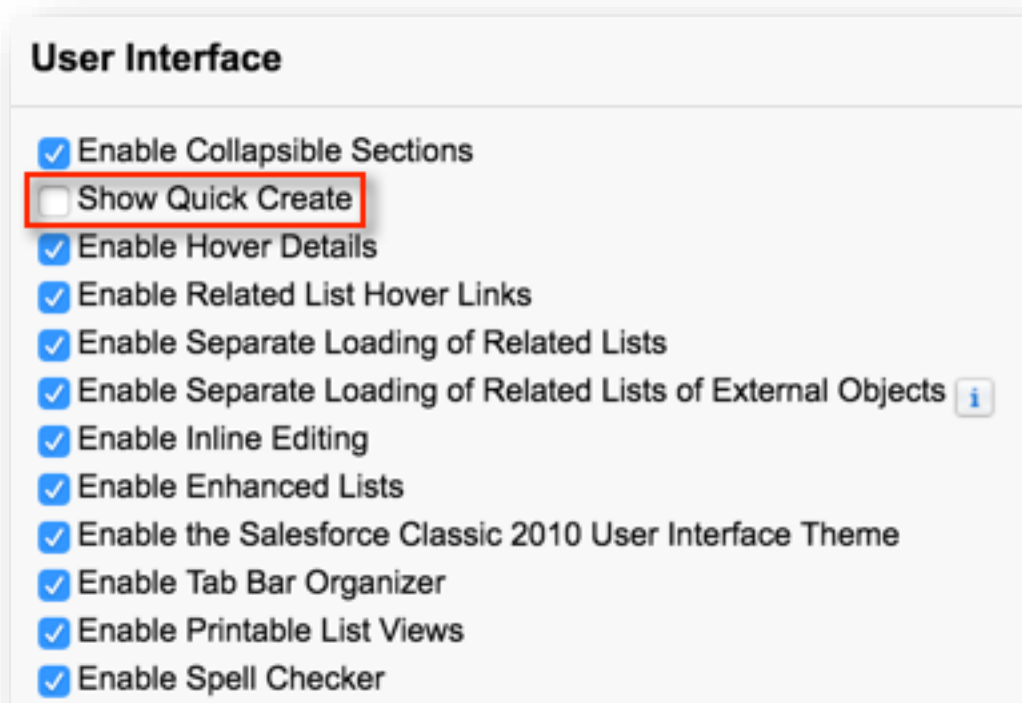 User Interface
Enable Collapsible Sections
Show Quick Create
Enable Hover Details
Enable Related List Hover Links
Enable Separate Loading of Related Lists
Enable Separate Loading of Related Lists of External Objects i
Enable Inline Editing
Enable Enhanced Lists
Enable the Salesforce Classic 2010 User Interface Theme
Enable Tab Bar Organizer
Enable Printable List Views
Enable Spell Checker